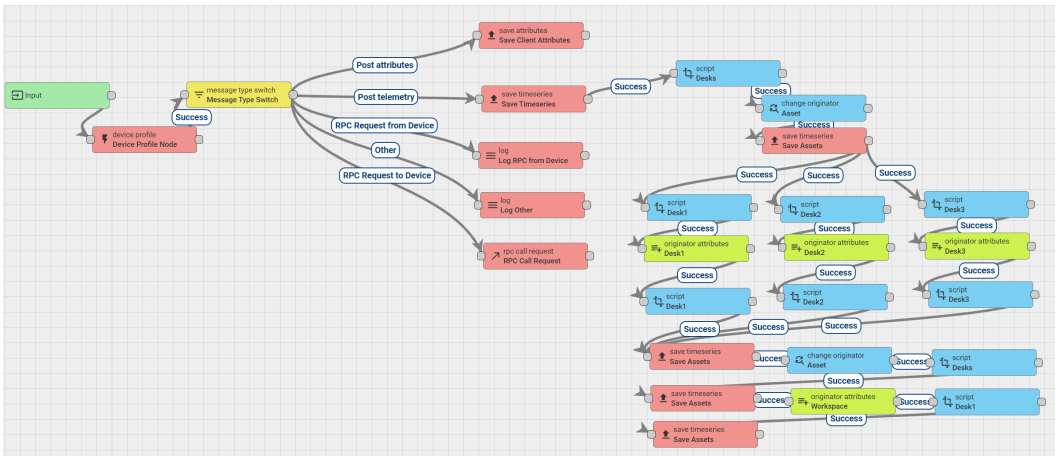 save attributes
Save Client Attributes
Post attributes
script
Desks
Input
message type switch
Message Type Switch
Post telemetry
save timeseries
Save Timeseries
Success
Success
change originator
Asset
Success
RPC Request from Device
Success
device profile
Device Profile Node
save timeseries
Save Assets
Other
log
Log RPC from Device
RPC Request to Device
Success
Success
Success
log
Log Other
script
Desk1
script
Desk2
script
Desk3
Success
Success
Success
rpc call request
RPC Call Request
originator attributes
Desk1
originator attributes
Desk2
originator attributes
Desk3
Success
Success
Success
script
Desk1
script
Desk2
script
Desk3
Success
Success
Success
save timeseries
Save Assets
Success
change originator
Asset
Success
script
Desks
Success
save timeseries
Save Assets
Success
originator attributes
Workspace
Success
script
Desk1
Success
save timeseries
Save Assets